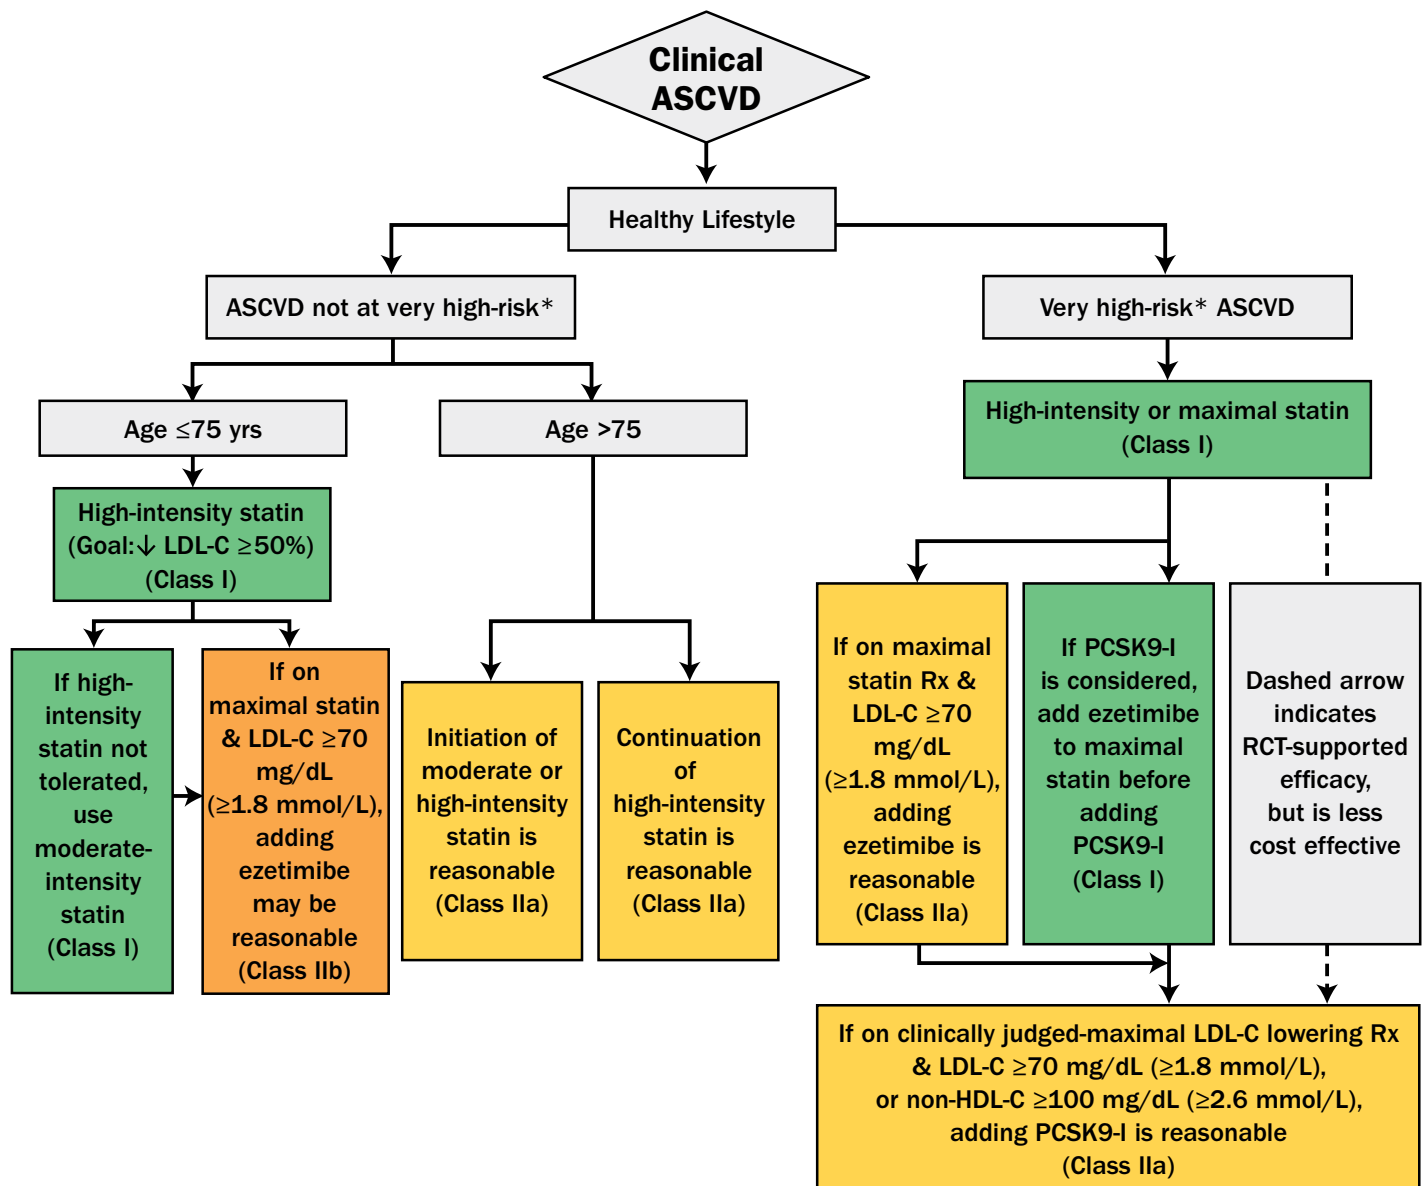 Clinical
ASCVD
Healthy Lifestyle
ASCVD not at very high-risk*
Very high-risk* ASCVD
Age ≤75 yrs
Age >75
High-intensity or maximal statin
(Class I)
High-intensity statin
(Goal:↓ LDL-C ≥50%)
(Class I)
If high-
intensity
statin not
tolerated,
use
moderate-
intensity
statin
(Class I)
If on
maximal statin
& LDL-C ≥70
mg/dL
(≥1.8 mmol/L),
adding
ezetimibe
may be
reasonable
(Class IIb)
Initiation of
moderate or
high-intensity
statin is
reasonable
(Class IIa)
Continuation
of
high-intensity
statin is
reasonable
(Class IIa)
If on maximal
statin Rx &
LDL-C ≥70
mg/dL
(≥1.8 mmol/L),
adding
ezetimibe is
reasonable
(Class IIa)
If PCSK9-I
is considered,
add ezetimibe
to maximal
statin before
adding
PCSK9-I
(Class I)
Dashed arrow
indicates
RCT-supported
efficacy,
but is less
cost effective
If on clinically judged-maximal LDL-C lowering Rx
& LDL-C ≥70 mg/dL (≥1.8 mmol/L),
or non-HDL-C ≥100 mg/dL (≥2.6 mmol/L),
adding PCSK9-I is reasonable
(Class IIa)